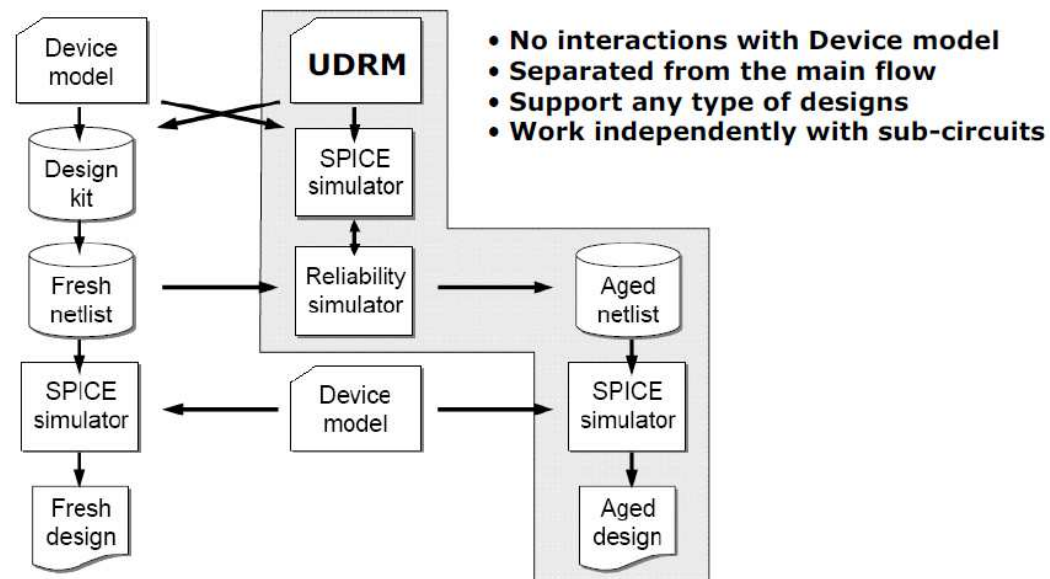 Device
model
UDRM
• No interactions with Device model
• Separated from the main flow
• Support any type of designs
• Work independently with sub-circuits
Design
kit
SPICE
simulator
Fresh
netlist
Reliability
simulator
Aged
netlist
SPICE
simulator
Device
model
SPICE
simulator
Fresh
design
Aged
design